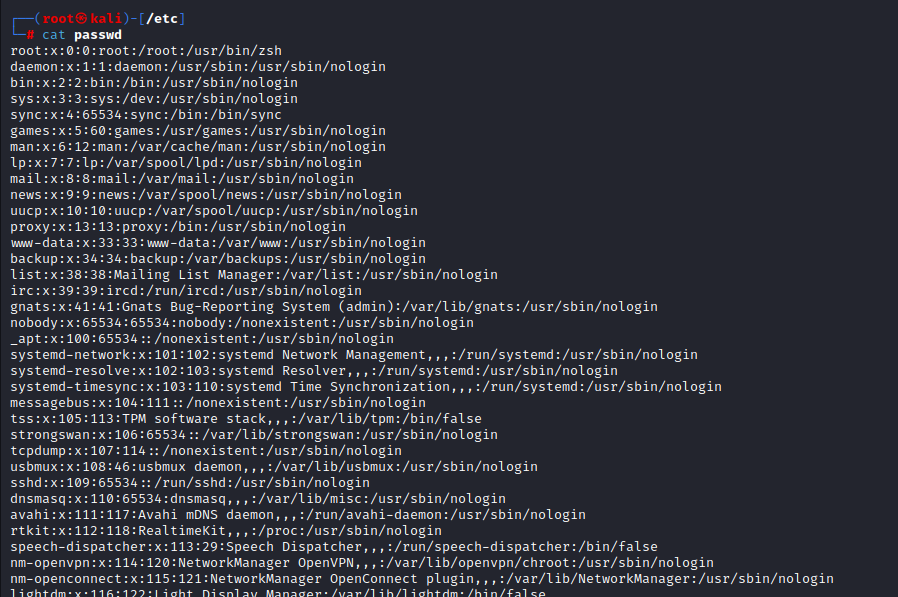 ┌──(root㉿kali)-[/etc]
└─# cat passwd
root:x:0:0:root:/root:/usr/bin/zsh
daemon:x:1:1:daemon:/usr/sbin:/usr/sbin/nologin
bin:x:2:2:bin:/bin:/usr/sbin/nologin
sys:x:3:3:sys:/dev:/usr/sbin/nologin
sync:x:4:65534:sync:/bin:/bin/sync
games:x:5:60:games:/usr/games:/usr/sbin/nologin
man:x:6:12:man:/var/cache/man:/usr/sbin/nologin
lp:x:7:7:lp:/var/spool/lpd:/usr/sbin/nologin
mail:x:8:8:mail:/var/mail:/usr/sbin/nologin
news:x:9:9:news:/var/spool/news:/usr/sbin/nologin
uucp:x:10:10:uucp:/var/spool/uucp:/usr/sbin/nologin
proxy:x:13:13:proxy:/bin:/usr/sbin/nologin
www-data:x:33:33:www-data:/var/www:/usr/sbin/nologin
backup:x:34:34:backup:/var/backups:/usr/sbin/nologin
list:x:38:38:Mailing List Manager:/var/list:/usr/sbin/nologin
irc:x:39:39:ircd:/run/ircd:/usr/sbin/nologin
gnats:x:41:41:Gnats Bug-Reporting System (admin):/var/lib/gnats:/usr/sbin/nologin
nobody:x:65534:65534:nobody:/nonexistent:/usr/sbin/nologin
_apt:x:100:65534::/nonexistent:/usr/sbin/nologin
systemd-network:x:101:102:systemd Network Management,,,:/run/systemd:/usr/sbin/nologin
systemd-resolve:x:102:103:systemd Resolver,,,:/run/systemd:/usr/sbin/nologin
systemd-timesync:x:103:110:systemd Time Synchronization,,,:/run/systemd:/usr/sbin/nologin
messagebus:x:104:111::/nonexistent:/usr/sbin/nologin
tss:x:105:113:TPM software stack,,,:/var/lib/tpm:/bin/false
strongswan:x:106:65534::/var/lib/strongswan:/usr/sbin/nologin
tcpdump:x:107:114::/nonexistent:/usr/sbin/nologin
usbmux:x:108:46:usbmux daemon,,,:/var/lib/usbmux:/usr/sbin/nologin
sshd:x:109:65534::/run/sshd:/usr/sbin/nologin
dnsmasq:x:110:65534:dnsmasq,,,:/var/lib/misc:/usr/sbin/nologin
avahi:x:111:117:Avahi mDNS daemon,,,:/run/avahi-daemon:/usr/sbin/nologin
rtkit:x:112:118:RealtimeKit,,,:/proc:/usr/sbin/nologin
speech-dispatcher:x:113:29:Speech Dispatcher,,,:/run/speech-dispatcher:/bin/false
nm-openvpn:x:114:120:NetworkManager OpenVPN,,,:/var/lib/openvpn/chroot:/usr/sbin/nologin
nm-openconnect:x:115:121:NetworkManager OpenConnect plugin,,,:/var/lib/NetworkManager:/usr/sbin/nologin
lightdm:x:116:122:Light Display Manager:/var/lib/lightdm:/bin/false